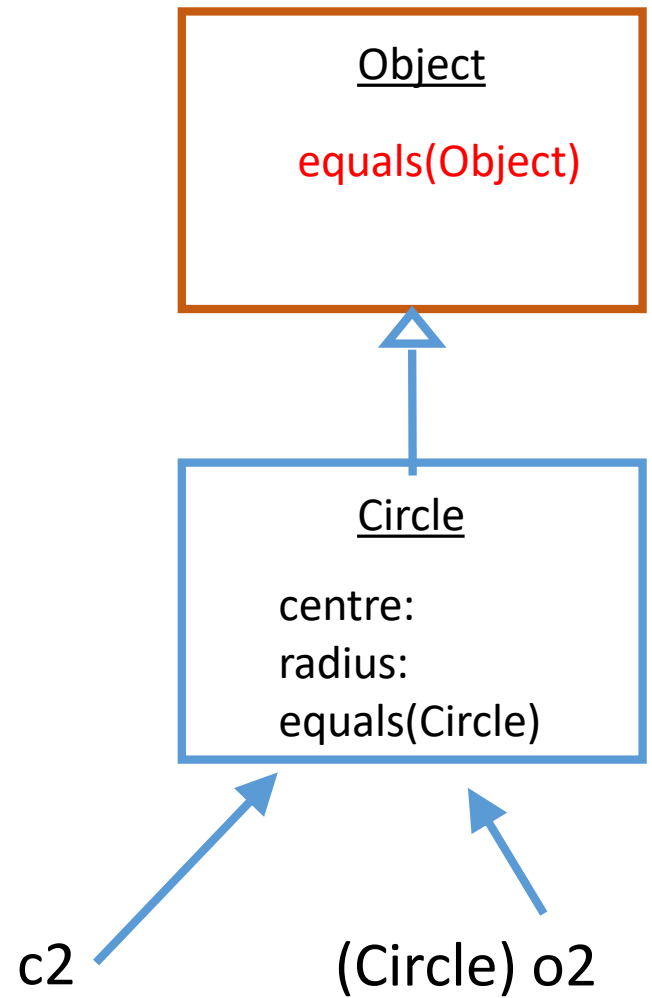 Object
equals(Object)
Circle
centre:
radius:
equals(Circle)
c2
(Circle) o2